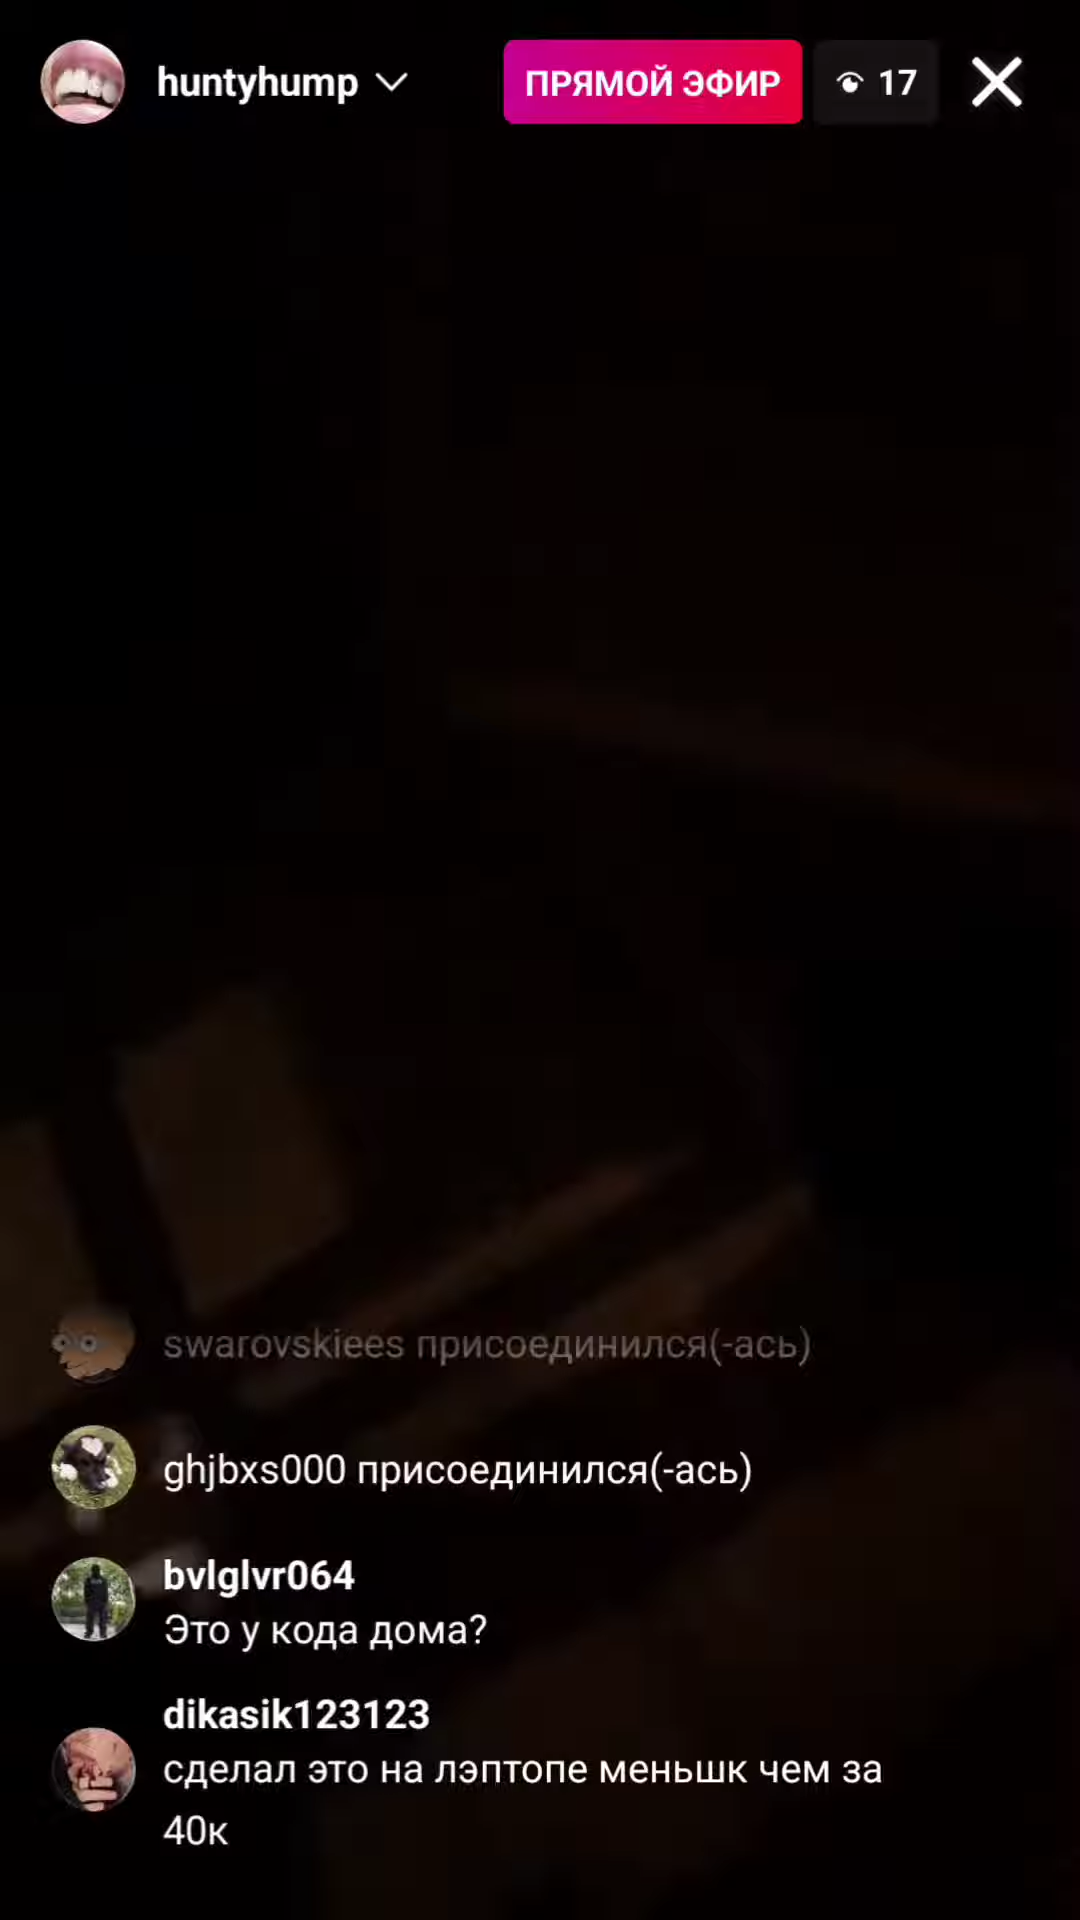 huntyhump
ПРЯМОЙ ЭФИР
17
swarovskiees присоединился(-ась)
ghjbxs000 присоединился(-ась)
bvlglvr064
Это у кода дома?
dikasik123123
сделал это на лэптопе меньшк чем за
40к